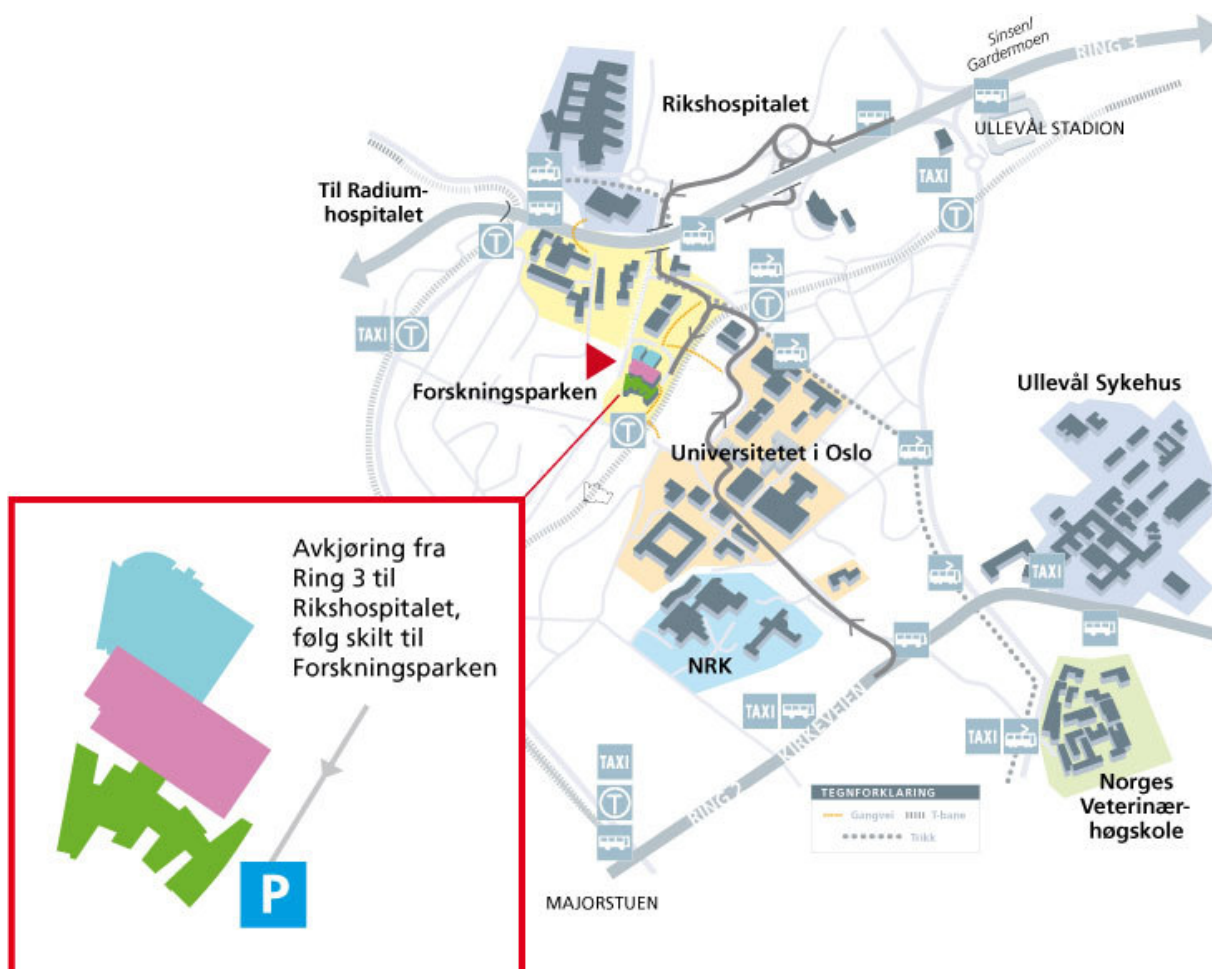 Sinsen/
Gardermoen
RING 3
Rikshospitalet
ULLEVÅL STADION
TAXI
Til Radium-
hospitalet
T
T
T
TAXI T
Forskningsparken
T
Ullevål Sykehus
Universitetet i Oslo
TAXI
NRK
TAXI
KIRKEVEIEN
TAXI
TAXI
T
RING 2
Norges
Veterinær-
høgskole
TEGNFORKLARING
Gangvei T-bane
Trikk
MAJORSTUEN
Avkjøring fra
Ring 3 til
Rikshospitalet,
følg skilt til
Forskningsparken
P